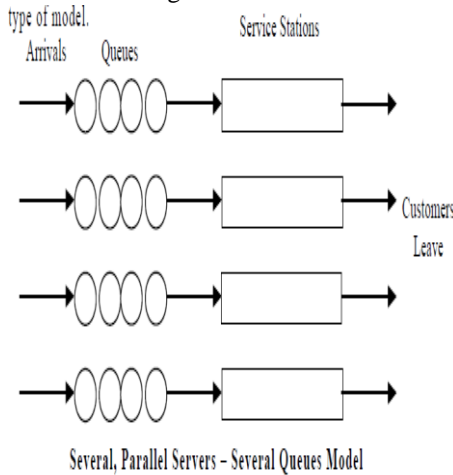 type of model.
Arrivals
Queues
Service Stations
Customers
Leave
Several, Parallel Servers – Several Queues Model